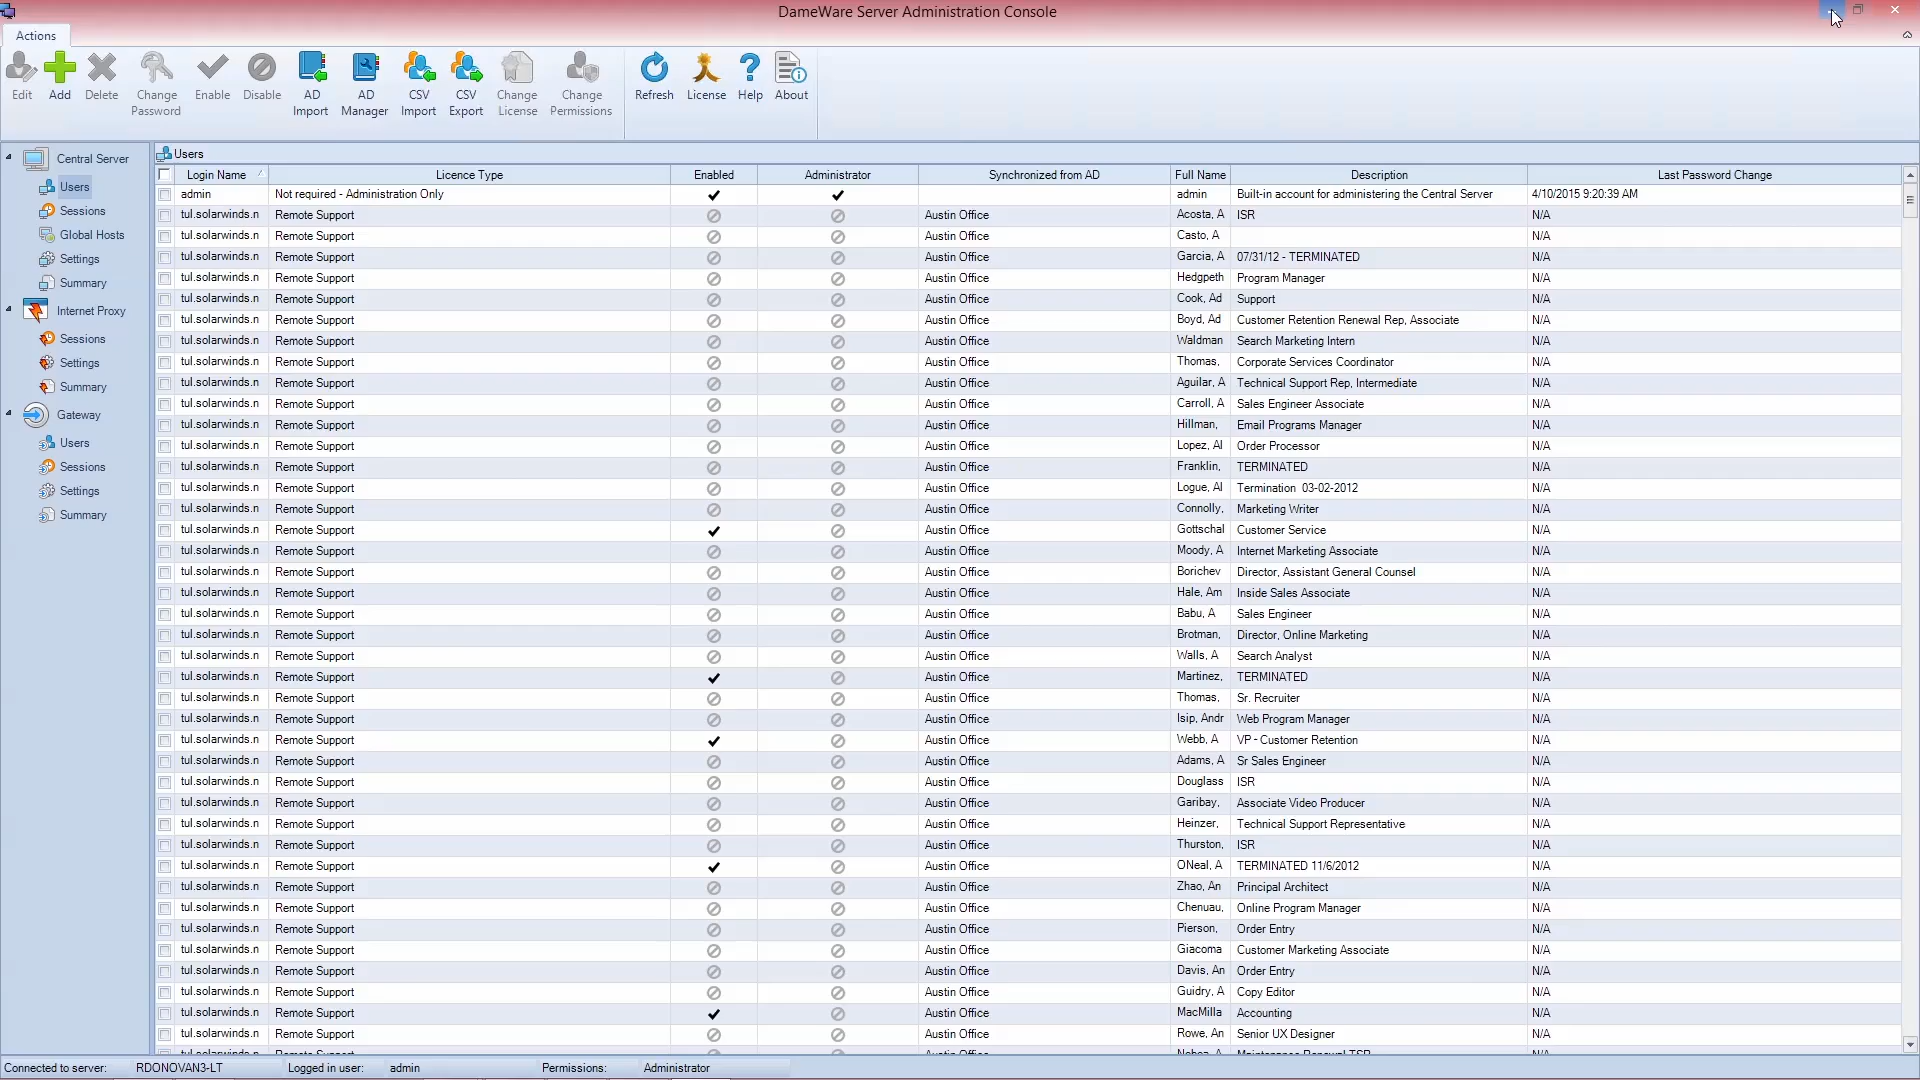 DameWare Server Administration Console
Actions
Edit Add Delete Change Password Enable Disable AD Import AD Manager CSV Import CSV Export Change License Change Permissions Refresh License Help About
Central Server
Users
Sessions
Global Hosts
Settings
Summary
Internet Proxy
Sessions
Settings
Summary
Gateway
Users
Sessions
Settings
Summary
Users
Login Name Licence Type Enabled Administrator Synchronized from AD Full Name Description Last Password Change
admin Not required - Administration Only admin Built-in account for administering the Central Server 4/10/2015 9:20:39 AM
tul.solarwinds.n Remote Support Austin Office Acosta, A ISR N/A
tul.solarwinds.n Remote Support Austin Office Casto, A N/A
tul.solarwinds.n Remote Support Austin Office Garcia, A 07/31/12 - TERMINATED N/A
tul.solarwinds.n Remote Support Austin Office Hedgpeth Program Manager N/A
tul.solarwinds.n Remote Support Austin Office Cook, Ad Support N/A
tul.solarwinds.n Remote Support Austin Office Boyd, Ad Customer Retention Renewal Rep, Associate N/A
tul.solarwinds.n Remote Support Austin Office Waldman Search Marketing Intern N/A
tul.solarwinds.n Remote Support Austin Office Thomas, Corporate Services Coordinator N/A
tul.solarwinds.n Remote Support Austin Office Aguilar, A Technical Support Rep, Intermediate N/A
tul.solarwinds.n Remote Support Austin Office Carroll, A Sales Engineer Associate N/A
tul.solarwinds.n Remote Support Austin Office Hillman, Email Programs Manager N/A
tul.solarwinds.n Remote Support Austin Office Lopez, Al Order Processor N/A
tul.solarwinds.n Remote Support Austin Office Franklin, TERMINATED N/A
tul.solarwinds.n Remote Support Austin Office Logue, Al Termination 03-02-2012 N/A
tul.solarwinds.n Remote Support Austin Office Connolly, Marketing Writer N/A
tul.solarwinds.n Remote Support Austin Office Gottschal Customer Service N/A
tul.solarwinds.n Remote Support Austin Office Moody, A Internet Marketing Associate N/A
tul.solarwinds.n Remote Support Austin Office Borichev Director, Assistant General Counsel N/A
tul.solarwinds.n Remote Support Austin Office Hale, Am Inside Sales Associate N/A
tul.solarwinds.n Remote Support Austin Office Babu, A Sales Engineer N/A
tul.solarwinds.n Remote Support Austin Office Brotman, Director, Online Marketing N/A
tul.solarwinds.n Remote Support Austin Office Walls, A Search Analyst N/A
tul.solarwinds.n Remote Support Austin Office Martinez, TERMINATED N/A
tul.solarwinds.n Remote Support Austin Office Thomas, Sr. Recruiter N/A
tul.solarwinds.n Remote Support Austin Office Isip, Andr Web Program Manager N/A
tul.solarwinds.n Remote Support Austin Office Webb, A VP - Customer Retention N/A
tul.solarwinds.n Remote Support Austin Office Adams, A Sr Sales Engineer N/A
tul.solarwinds.n Remote Support Austin Office Douglass ISR N/A
tul.solarwinds.n Remote Support Austin Office Garibay, Associate Video Producer N/A
tul.solarwinds.n Remote Support Austin Office Heinzer, Technical Support Representative N/A
tul.solarwinds.n Remote Support Austin Office Thurston, ISR N/A
tul.solarwinds.n Remote Support Austin Office ONeal, A TERMINATED 11/6/2012 N/A
tul.solarwinds.n Remote Support Austin Office Zhao, An Principal Architect N/A
tul.solarwinds.n Remote Support Austin Office Chenuau, Online Program Manager N/A
tul.solarwinds.n Remote Support Austin Office Pierson, Order Entry N/A
tul.solarwinds.n Remote Support Austin Office Giacoma Customer Marketing Associate N/A
tul.solarwinds.n Remote Support Austin Office Davis, An Order Entry N/A
tul.solarwinds.n Remote Support Austin Office Guidry, A Copy Editor N/A
tul.solarwinds.n Remote Support Austin Office MacMilla Accounting N/A
tul.solarwinds.n Remote Support Austin Office Rowe, An Senior UX Designer N/A
Connected to server: RDONOVAN3-LT Logged in user: admin Permissions: Administrator